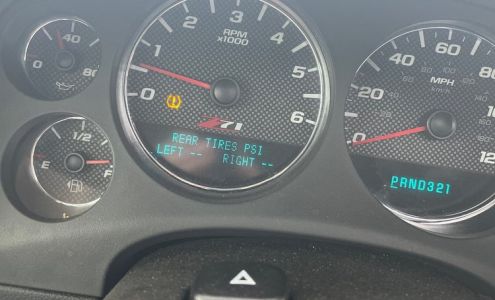 40
0
80
RPM
x1000
0
1
2
3
4
5
6
Z71
REAR TIRES PSI
LEFT -- RIGHT --
1/2
E
F
0
20
40
60
80
MPH
km/h
PRND321